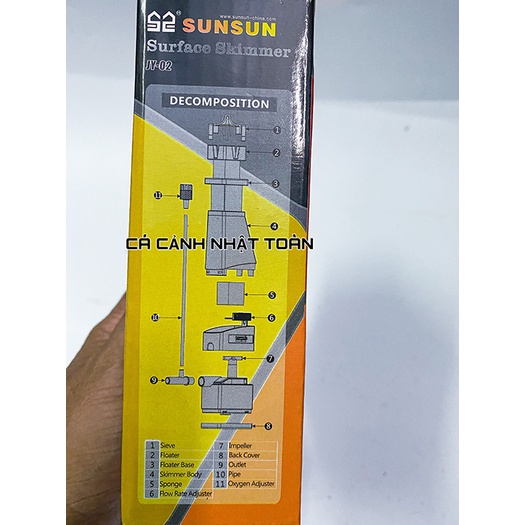 www.sunsun-china.com
SUNSUN®
Surface Skimmer
JY-02
DECOMPOSITION
1
2
3
11
4
CÁ CẢNH NHẬT TOÀN
5
10
6
7
9
8
1 Sieve 7 Impeller
2 Floater 8 Back Cover
3 Floater Base 9 Outlet
4 Skimmer Body 10 Pipe
5 Sponge 11 Oxygen Adjuster
6 Flow Rate Adjuster